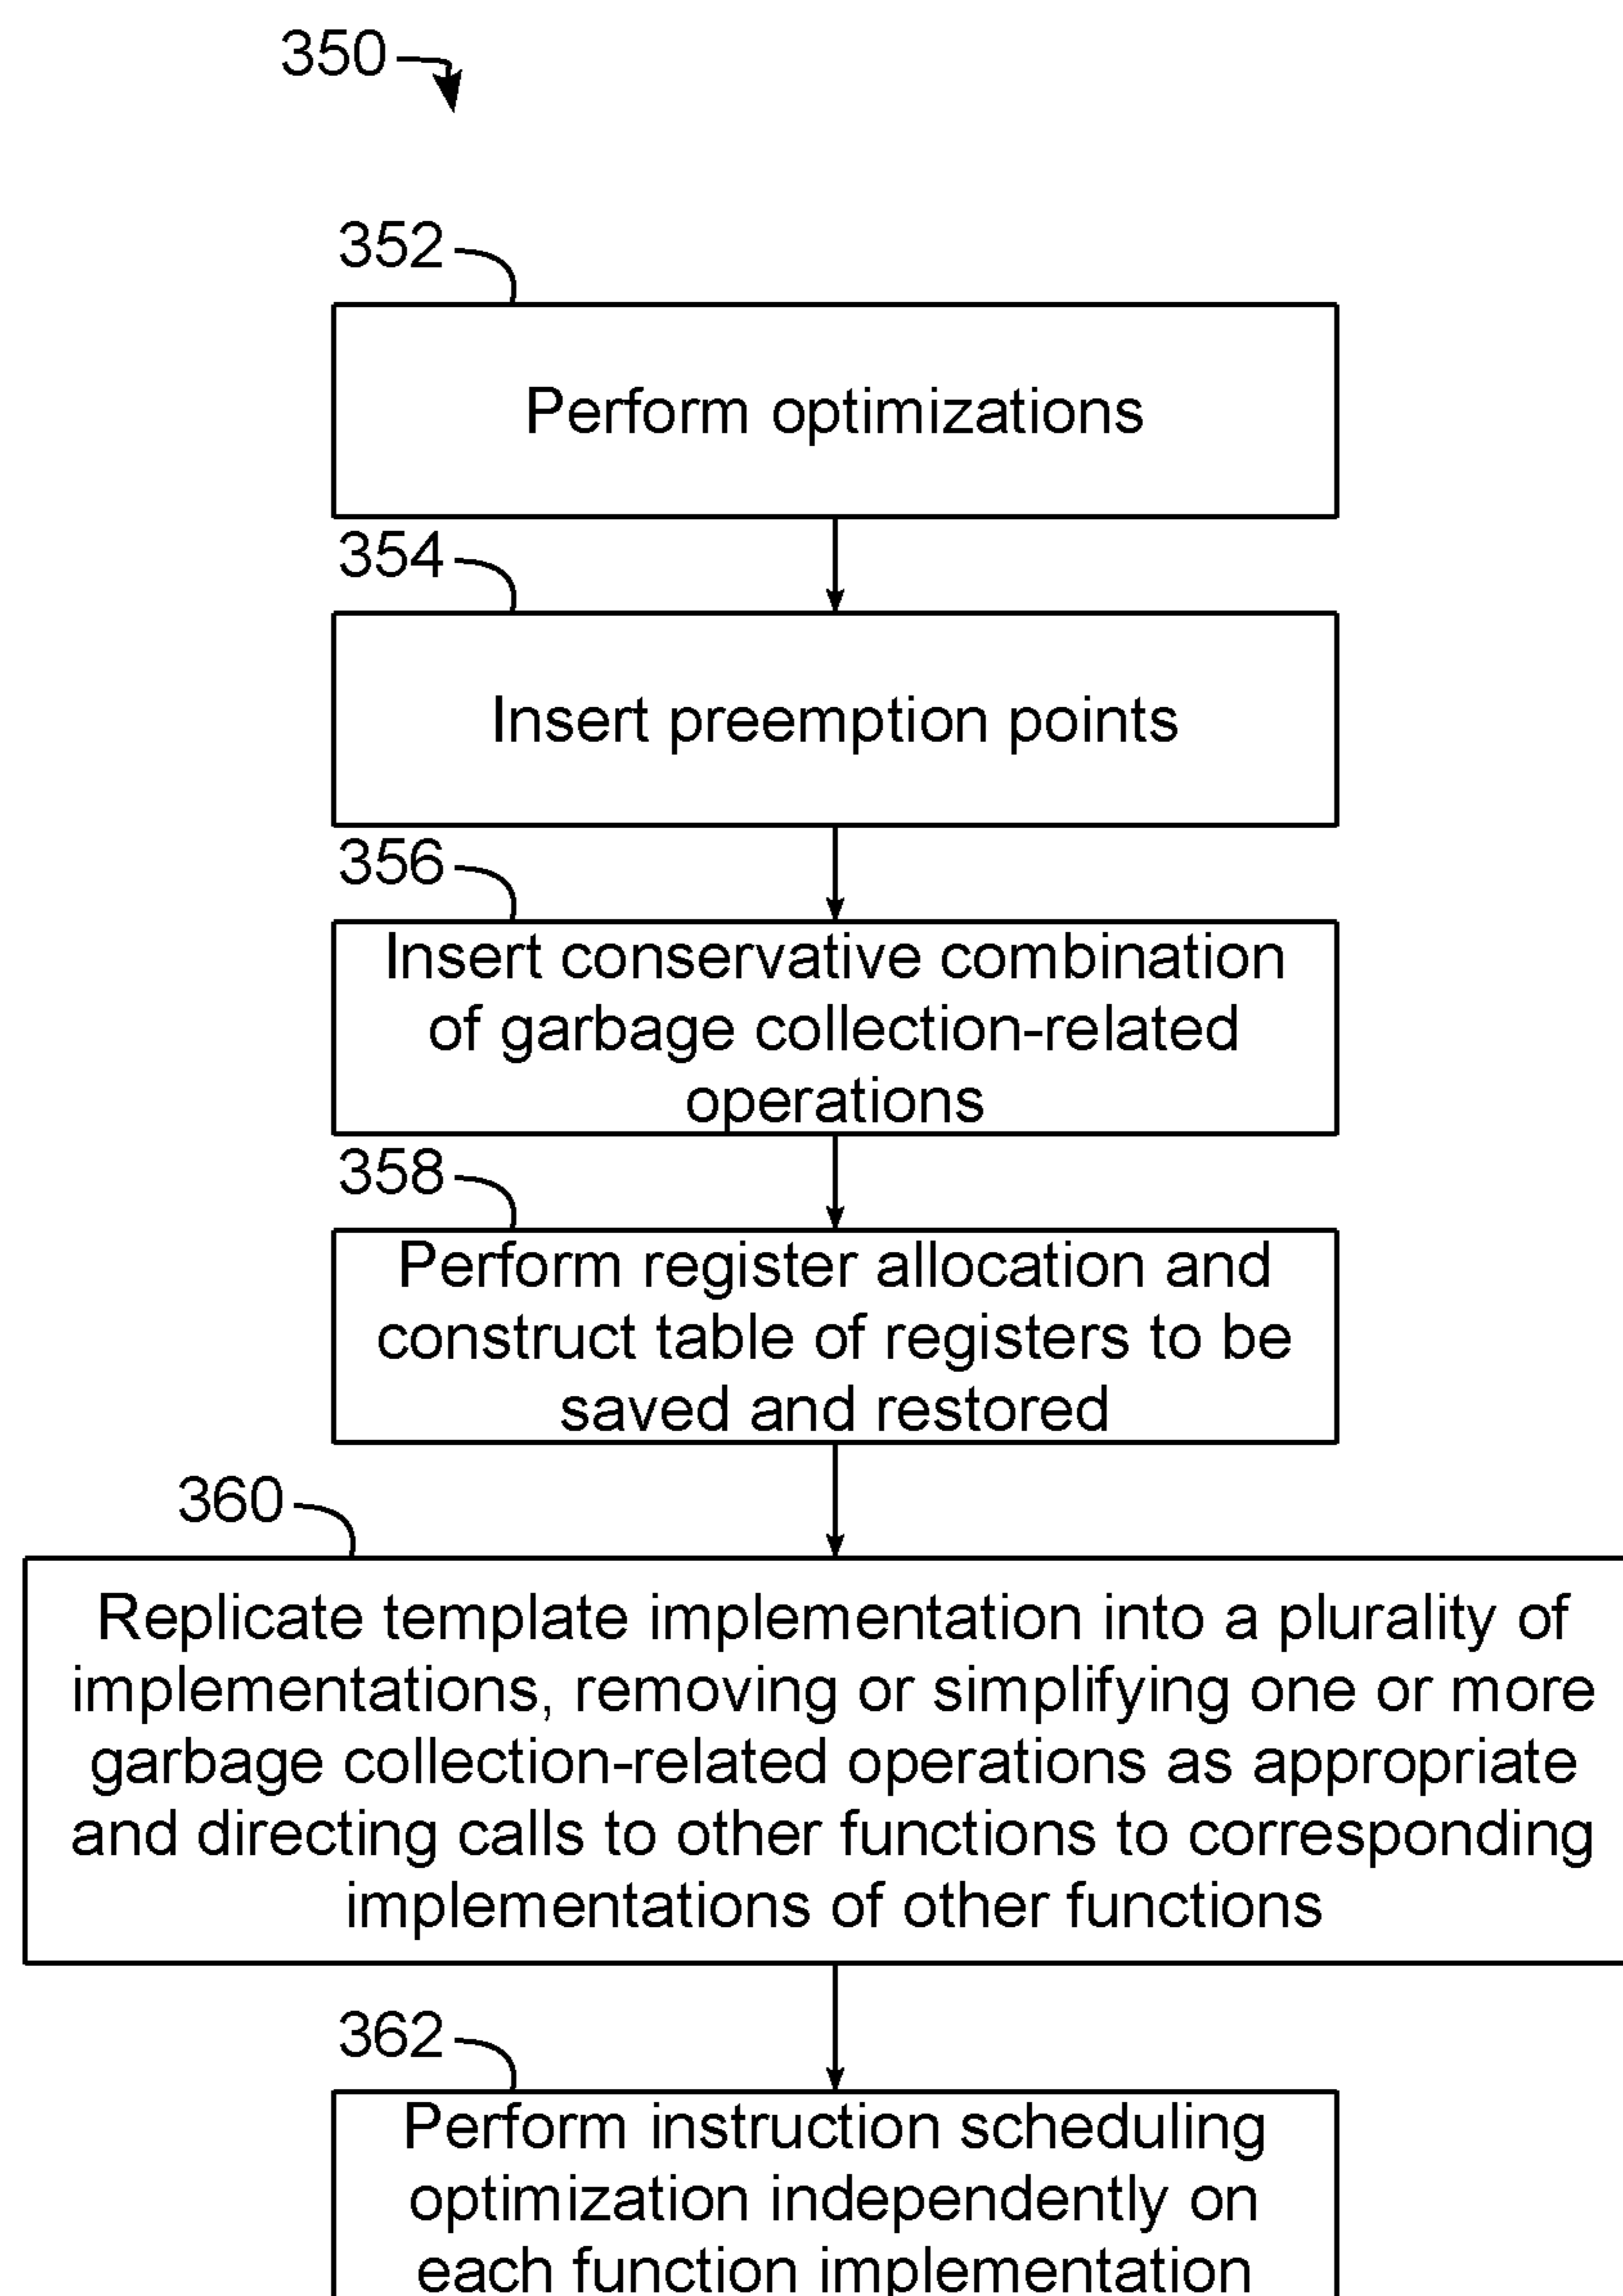 350
352
Perform optimizations
354
Insert preemption points
356
Insert conservative combination
of garbage collection-related
operations
358
Perform register allocation and
construct table of registers to be
saved and restored
360
Replicate template implementation into a plurality of
implementations, removing or simplifying one or more
garbage collection-related operations as appropriate
and directing calls to other functions to corresponding
implementations of other functions
362
Perform instruction scheduling
optimization independently on
each function implementation